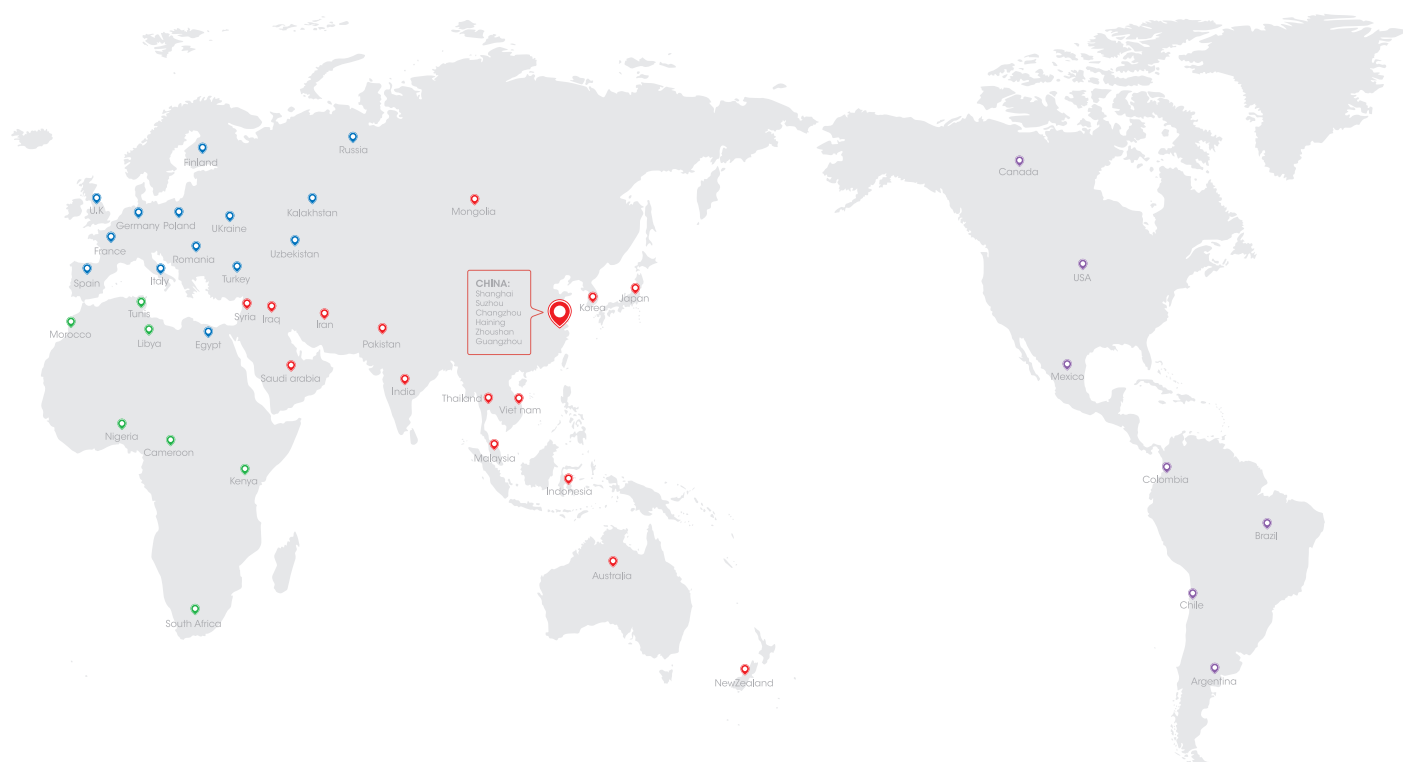 Russia
Finland
Canada
U.K
Germany
Poland
UKraine
Kalakhstan
Mongolia
France
Romania
Uzbekistan
Spain
Italy
Turkey
USA
CHINA:
Shanghai
Suzhou
Changzhou
Haining
Zhoushan
Guangzhou
Korea
Japan
Tunis
Syria
Iraq
Iran
Morocco
Libya
Egypt
Pakistan
Saudi arabia
India
Mexico
Thailand
Viet nam
Nigeria
Cameroon
Malaysia
Kenya
Indonesia
Colombia
Brazil
Australia
Chile
South Africa
NewZealand
Argentina